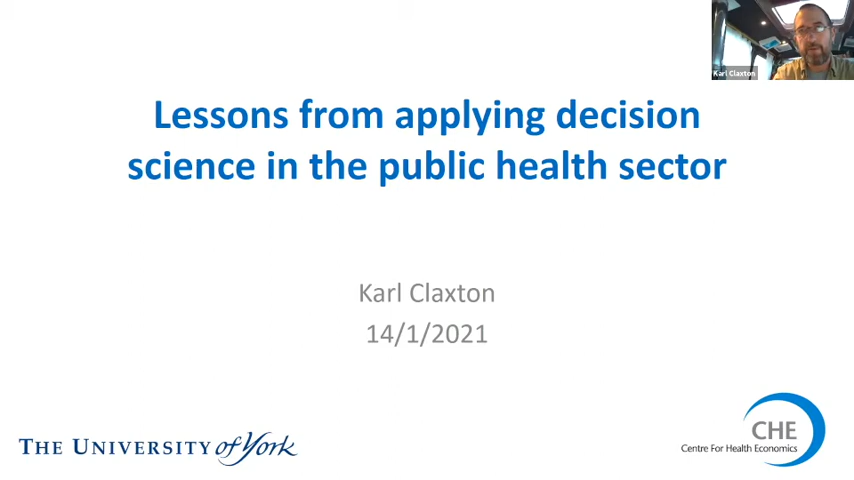 Karl Claxton
Lessons from applying decision
science in the public health sector
Karl Claxton
14/1/2021
THE UNIVERSITY of York
CHE
Centre For Health Economics